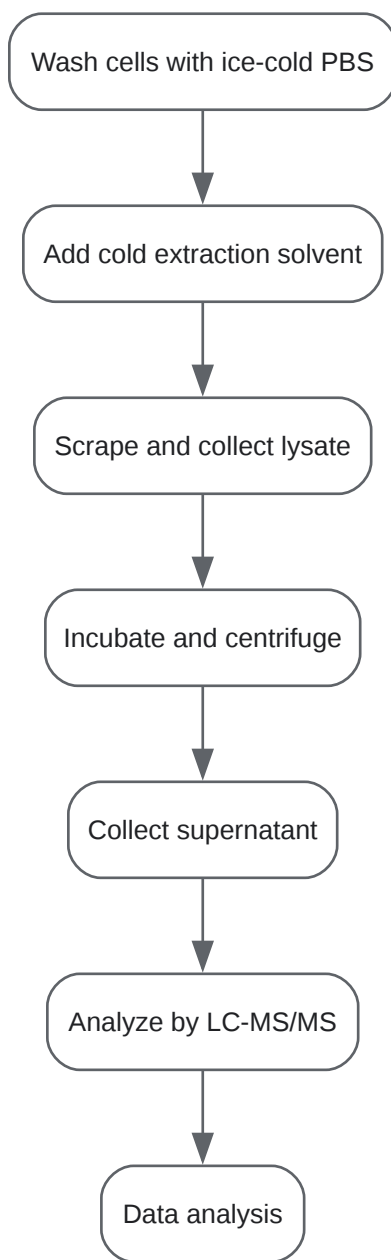 Wash cells with ice-cold PBS
Add cold extraction solvent
Scrape and collect lysate
Incubate and centrifuge
Collect supernatant
Analyze by LC-MS/MS
Data analysis